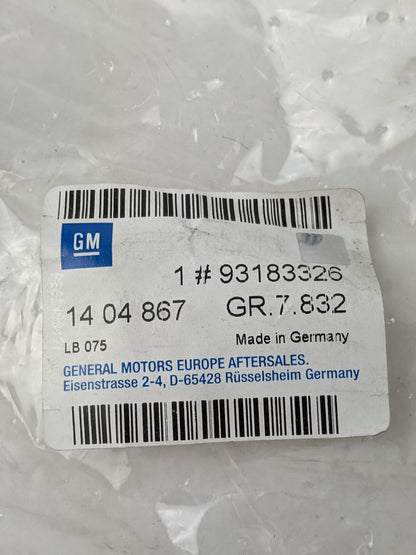 GM
1 # 93183326
14 04 867 GR.7.832
LB 075 Made in Germany
GENERAL MOTORS EUROPE AFTERSALES.
Eisenstrasse 2-4, D-65428 Rüsselsheim Germany